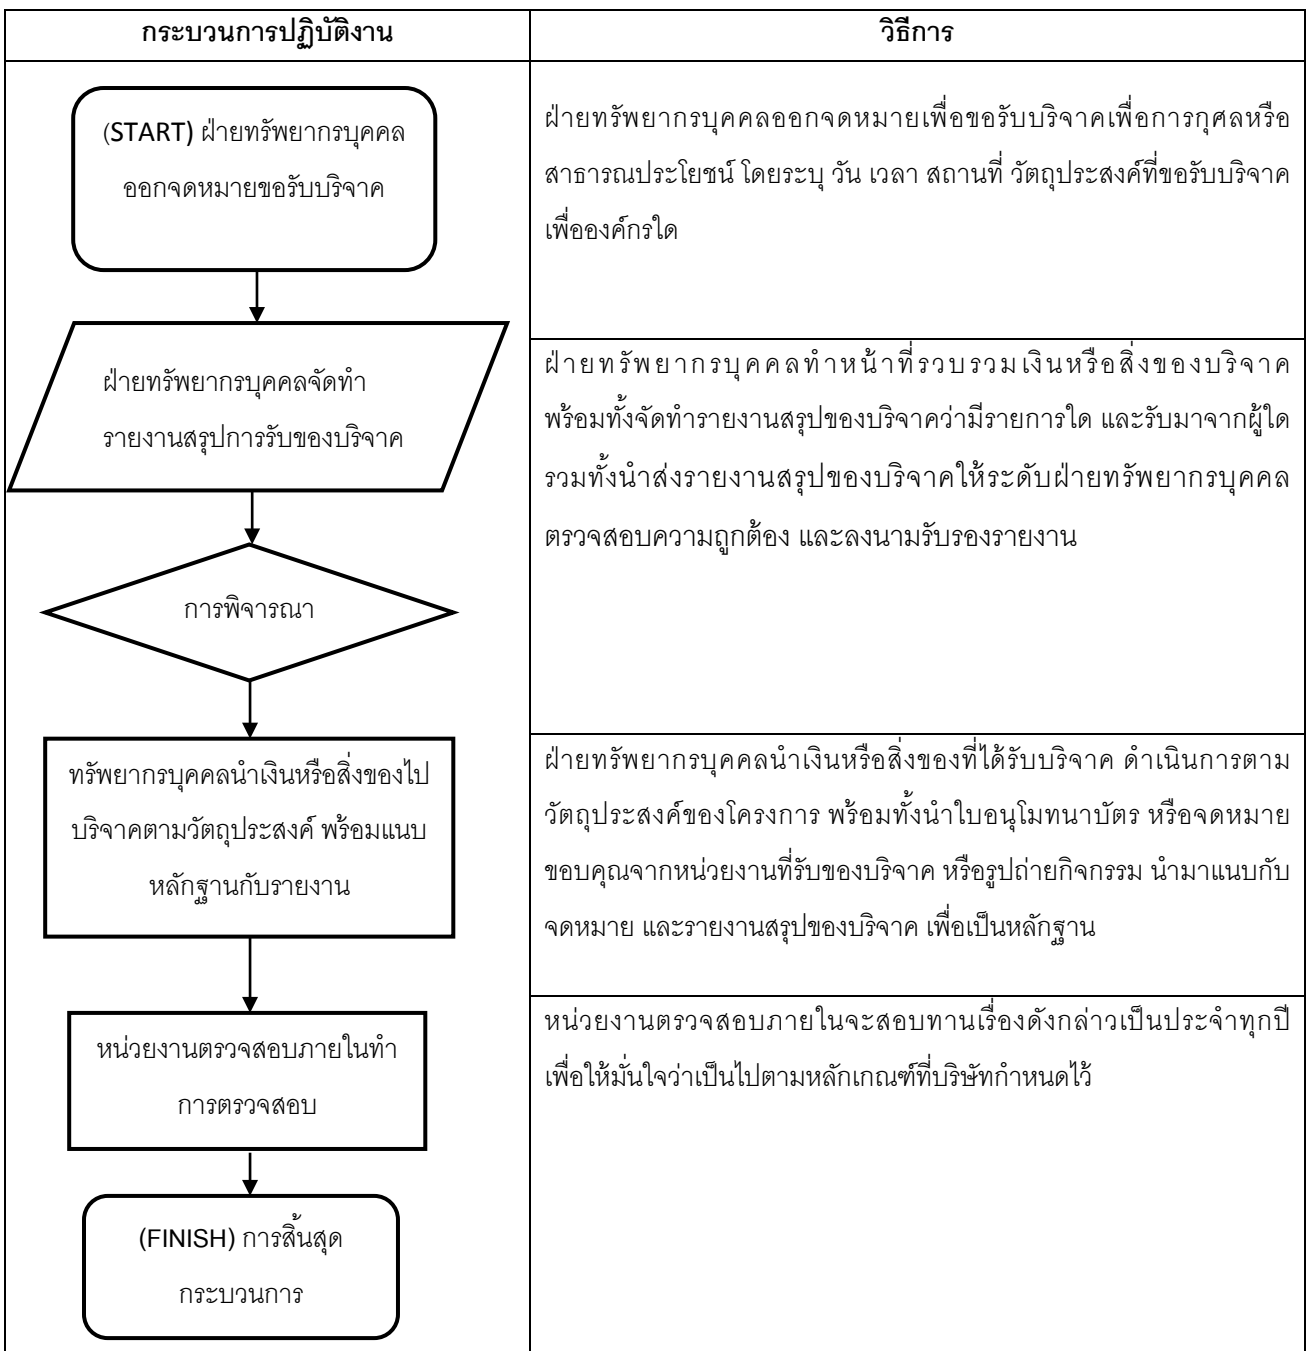 กระบวนการปฏิบัติงาน
วิธีการ
(START) ฝ่ายทรัพยากรบุคคล
ออกจดหมายขอรับบริจาค
ฝ่ายทรัพยากรบุคคลออกจดหมายเพื่อขอรับบริจาคเพื่อการกุศลหรือ
สาธารณประโยชน์ โดยระบุ วัน เวลา สถานที่ วัตถุประสงค์ที่ขอรับบริจาค
เพื่อองค์กรใด
ฝ่ายทรัพยากรบุคคลจัดทำ
รายงานสรุปการรับของบริจาค
ฝ่ายทรัพยากรบุคคลทำหน้าที่รวบรวมเงินหรือสิ่งของบริจาค
พร้อมทั้งจัดทำรายงานสรุปของบริจาคว่ามีรายการใด และรับมาจากผู้ใด
รวมทั้งนำส่งรายงานสรุปของบริจาคให้ระดับฝ่ายทรัพยากรบุคคล
ตรวจสอบความถูกต้อง และลงนามรับรองรายงาน
การพิจารณา
ทรัพยากรบุคคลนำเงินหรือสิ่งของไป
บริจาคตามวัตถุประสงค์ พร้อมแนบ
หลักฐานกับรายงาน
ฝ่ายทรัพยากรบุคคลนำเงินหรือสิ่งของที่ได้รับบริจาค ดำเนินการตาม
วัตถุประสงค์ของโครงการ พร้อมทั้งนำใบอนุโมทนาบัตร หรือจดหมาย
ขอบคุณจากหน่วยงานที่รับของบริจาค หรือรูปถ่ายกิจกรรม นำมาแนบกับ
จดหมาย และรายงานสรุปของบริจาค เพื่อเป็นหลักฐาน
หน่วยงานตรวจสอบภายในทำ
การตรวจสอบ
หน่วยงานตรวจสอบภายในจะสอบทานเรื่องดังกล่าวเป็นประจำทุกปี
เพื่อให้มั่นใจว่าเป็นไปตามหลักเกณฑ์ที่บริษัทกำหนดไว้
(FINISH) การสิ้นสุด
กระบวนการ